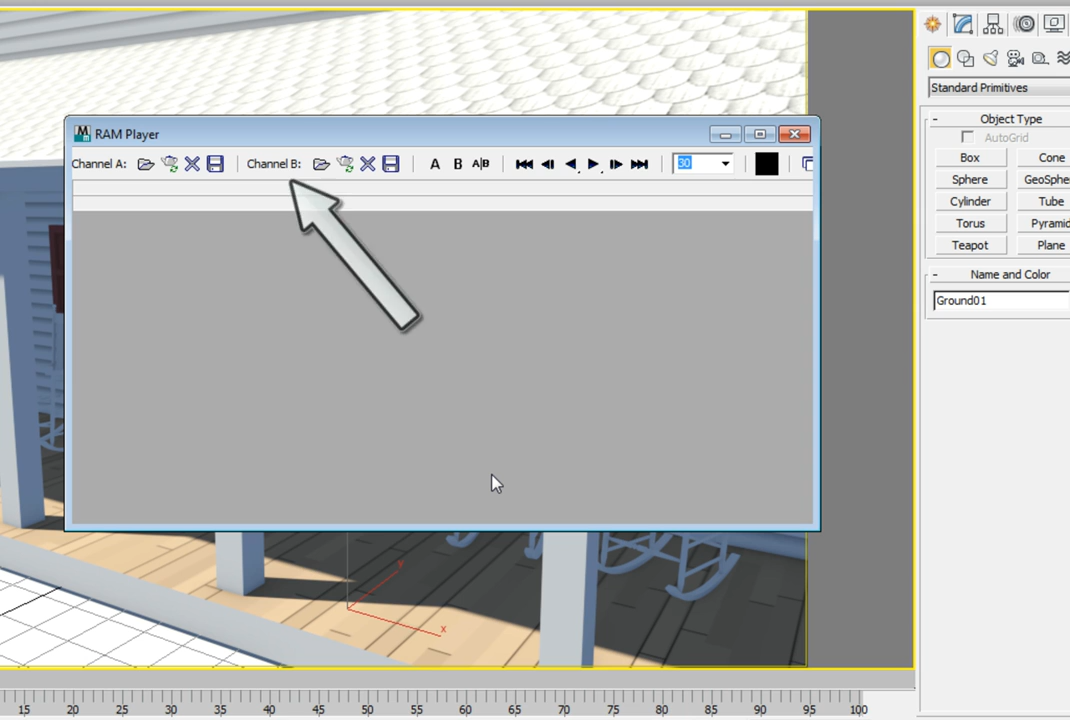 RAM Player
Channel A: Channel B: A B A|B 30
Standard Primitives
- Object Type
AutoGrid
Box Cone
Sphere GeoSphe
Cylinder Tube
Torus Pyramid
Teapot Plane
- Name and Color
Ground01
y
x
15 20 25 30 35 40 45 50 55 60 65 70 75 80 85 90 95 100